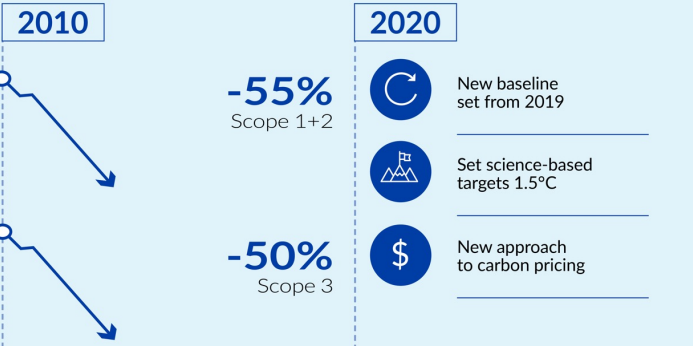 2010
-55%
Scope 1+2
-50%
Scope 3
2020
New baseline
set from 2019
Set science-based
targets 1.5°C
$
New approach
to carbon pricing